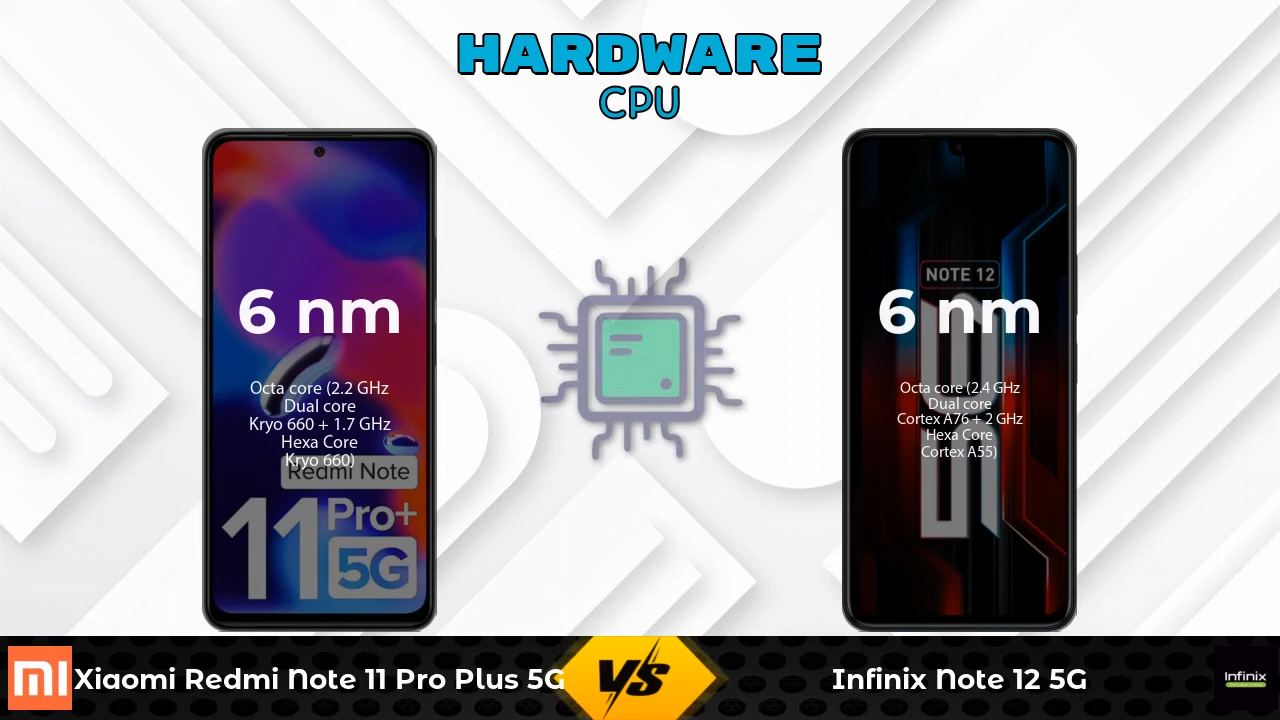 HARDWARE
CPU
6 nm
Octa core (2.2 GHz
Dual core
Kryo 660 + 1.7 GHz
Hexa Core
Kryo 660)
Redmi Note
11 Pro+
5G
NOTE 12
6 nm
Octa core (2.4 GHz
Dual core
Cortex A76 + 2 GHz
Hexa Core
Cortex A55)
mi Xiaomi Redmi Note 11 Pro Plus 5G
VS
Infinix Note 12 5G
Infinix